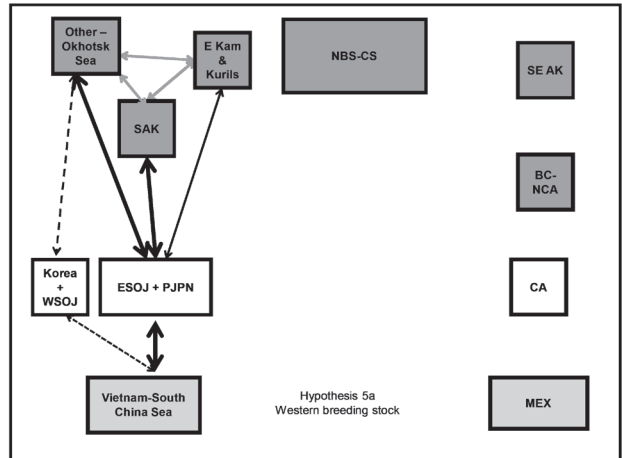 Other –
Okhotsk
Sea
E Kam
&
Kurils
NBS-CS
SE AK
SAK
BC-
NCA
Korea
+
WSOJ
ESOJ + PJPN
CA
Vietnam-South
China Sea
Hypothesis 5a
Western breeding stock
MEX